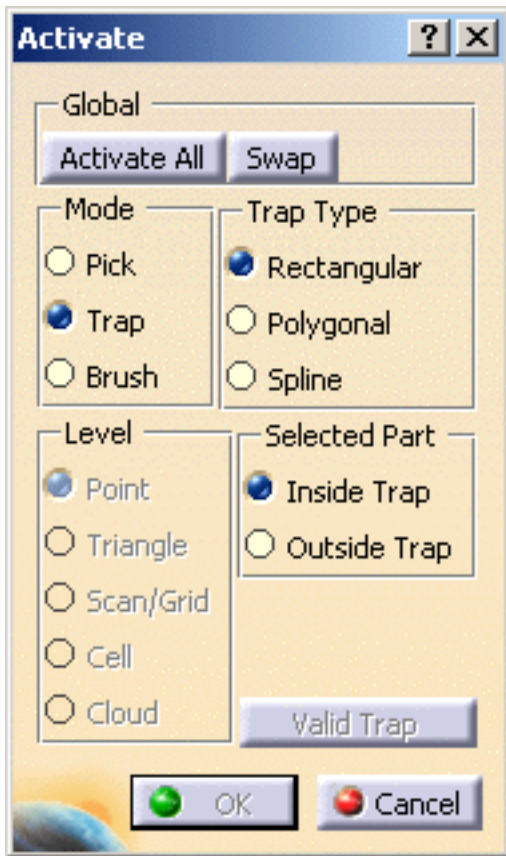 Activate
Global
Activate All Swap
Mode
Pick
Trap
Brush
Trap Type
Rectangular
Polygonal
Spline
Level
Point
Triangle
Scan/Grid
Cell
Cloud
Selected Part
Inside Trap
Outside Trap
Valid Trap
OK Cancel